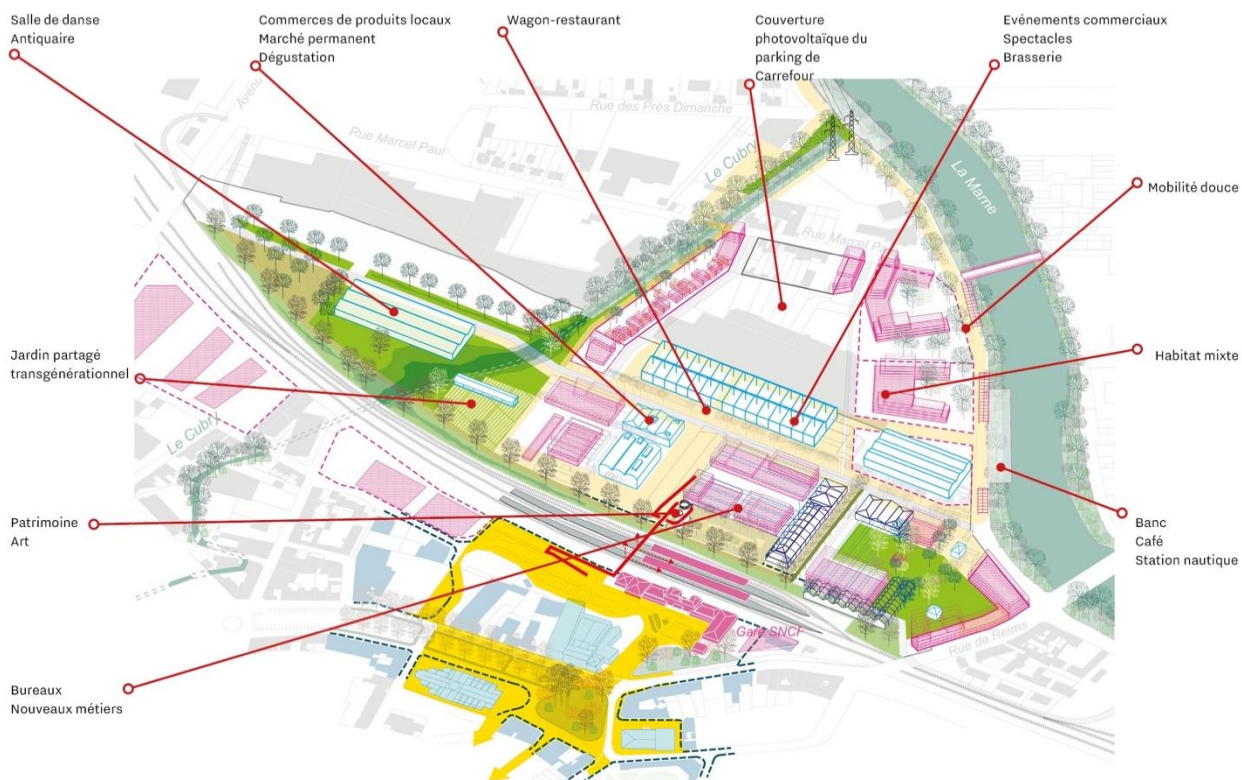 Salle de danse
Antiquaire
Commerces de produits locaux
Marché permanent
Dégustation
Wagon-restaurant
Couverture
photovoltaïque du
parking de
Carrefour
Evénements commerciaux
Spectacles
Brasserie
Avenu
Rue des Près Dimanche
Rue Marcel Paul
Le Cubry
La Marne
Mobilité douce
Rue Marcel P
Jardin partagé
transgénérationnel
Habitat mixte
Le Cubry
Patrimoine
Art
Banc
Café
Station nautique
Gare SNCF
Rue de Reims
Bureaux
Nouveaux métiers